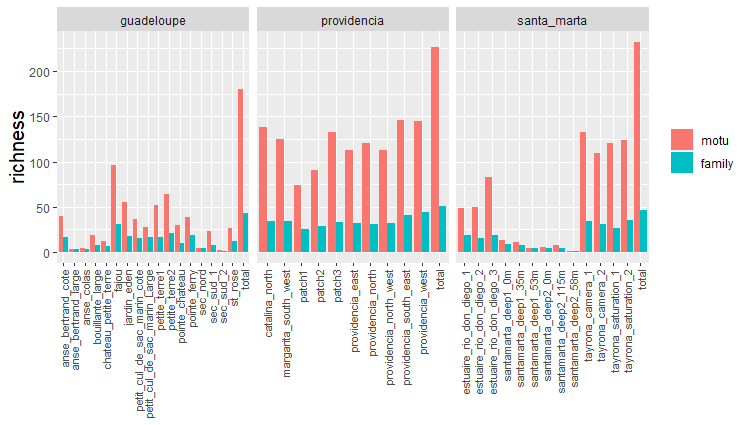 guadeloupe
providencia
santa_marta
richness
200
150
100
50
0
motu
family
anse_bertrand_cote
anse_bertrand_large
anse_colas
bouillante_large
chateau_petite_terre
fajou
jardin_edem
petit_cul_de_sac_marin_cote
petit_cul_de_sac_marin_Large
petite_terre1
petite_terre2
pointe_chateau
pointe_ferry
sec_nord
sec_sud_1
sec_sud_2
st_rose
total
catalina_north
margarita_south_west
patch1
patch2
patch3
providencia_east
providencia_north
providencia_north_west
providencia_south_east
providencia_west
total
estuaire_rio_don_diego_1
estuaire_rio_don_diego_2
estuaire_rio_don_diego_3
santamarta_deep1_0m
santamarta_deep1_35m
santamarta_deep1_53m
santamarta_deep2_0m
santamarta_deep2_115m
santamarta_deep2_58m
tayrona_camera_1
tayrona_camera_2
tayrona_saturation_1
tayrona_saturation_2
total